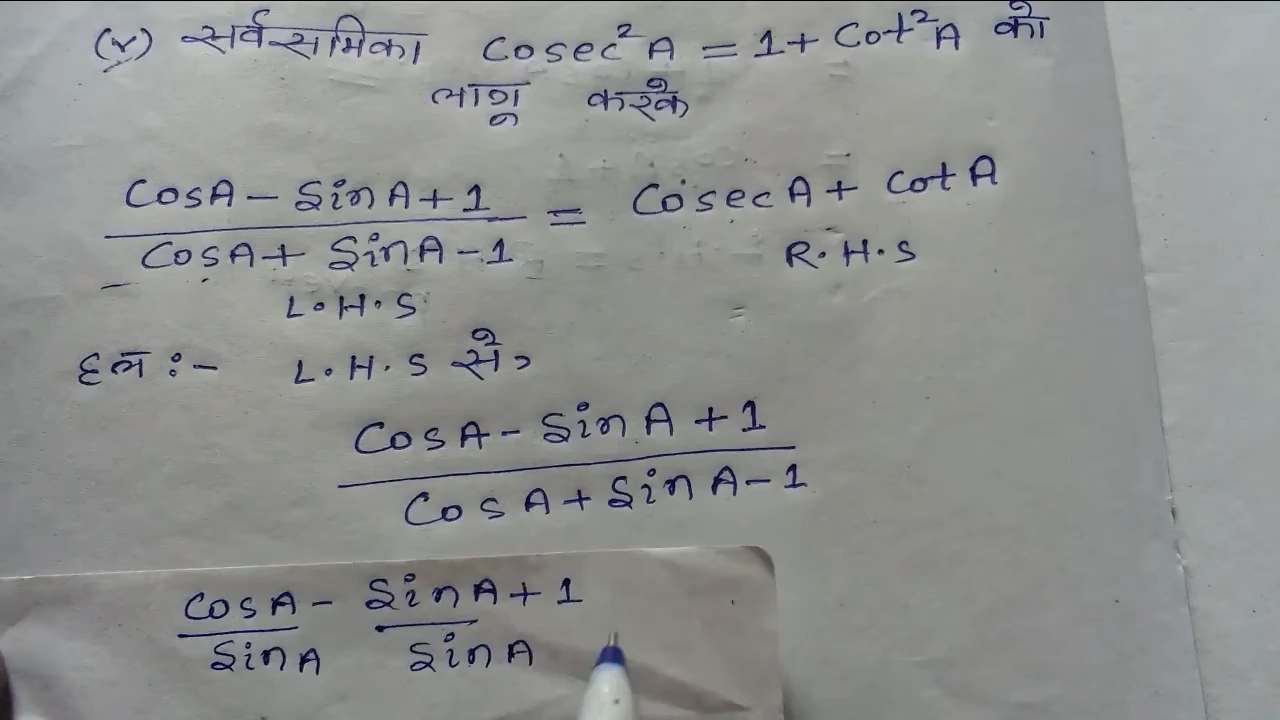 (v) सर्वसमिका Cosec²A = 1 + Cot²A को
लागू करके
CosA - SinA + 1
CosA + SinA - 1
= CosecA + CotA
L.H.S
R.H.S
हल :- L.H.S से,
CosA - SinA + 1
CosA + SinA - 1
CosA - SinA + 1
SinA SinA